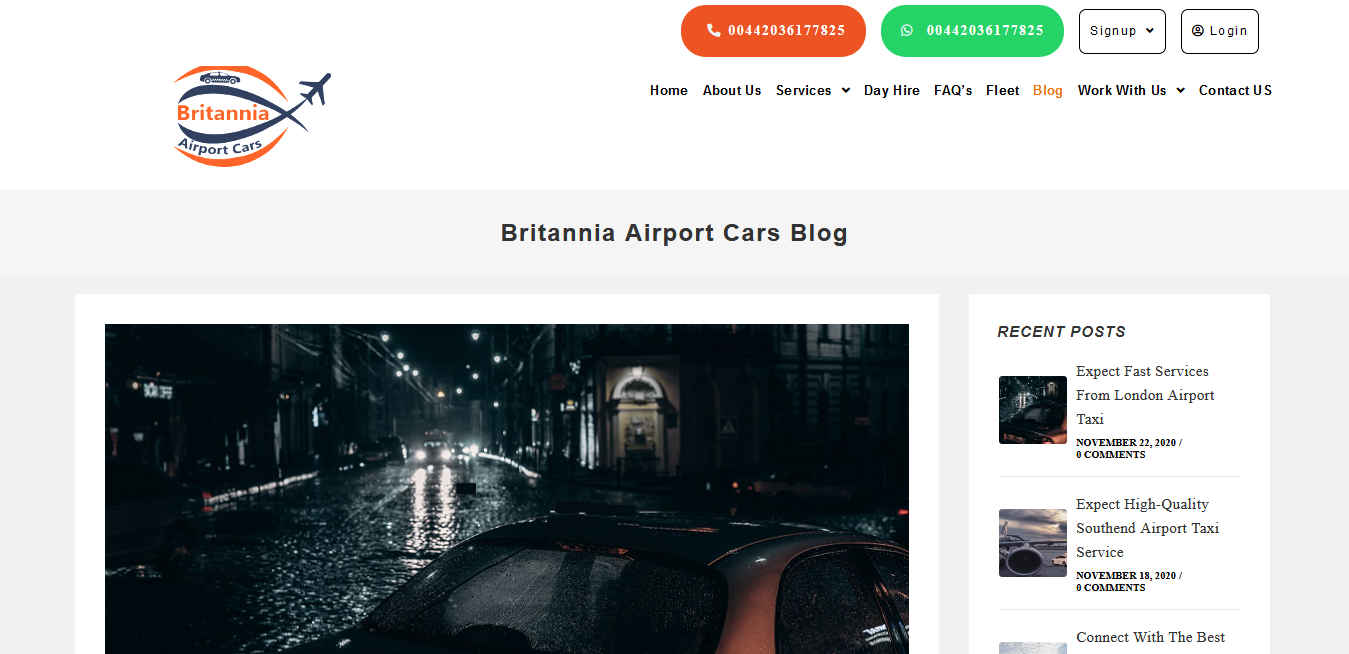 00442036177825
00442036177825
Signup
Login
Britannia
Airport Cars
Home About Us Services Day Hire FAQ’s Fleet Blog Work With Us Contact US
Britannia Airport Cars Blog
RECENT POSTS
Expect Fast Services
From London Airport
Taxi
NOVEMBER 22, 2020 /
0 COMMENTS
Expect High-Quality
Southend Airport Taxi
Service
NOVEMBER 18, 2020 /
0 COMMENTS
Connect With The Best